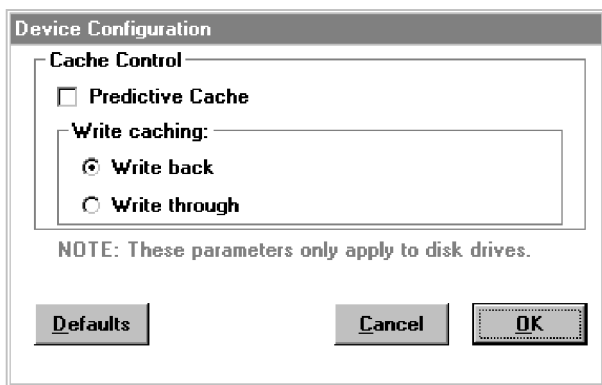 Device Configuration
Cache Control
Predictive Cache
Write caching:
Write back
Write through
NOTE: These parameters only apply to disk drives.
Defaults
Cancel
OK